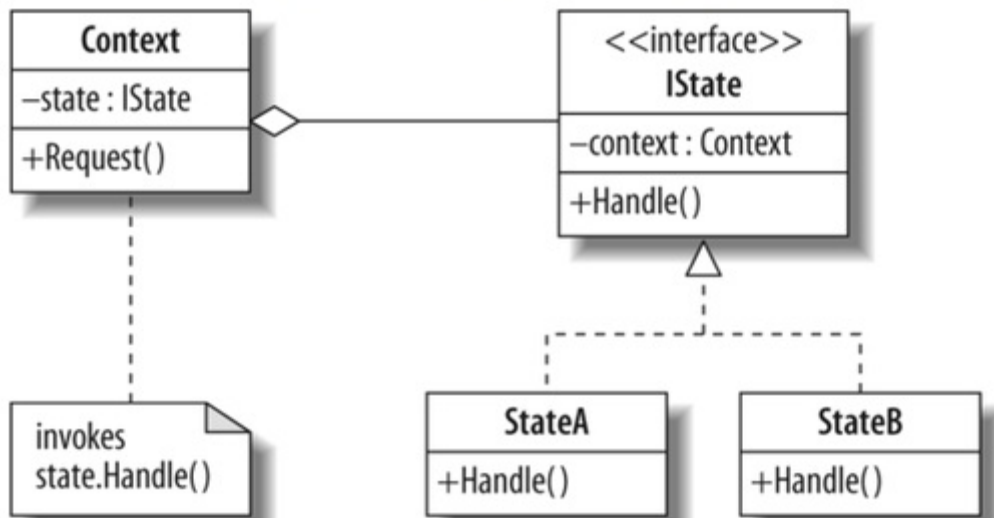 Context
–state : IState
+Request()
<<interface>>
IState
–context : Context
+Handle()
invokes
state.Handle()
StateA
+Handle()
StateB
+Handle()